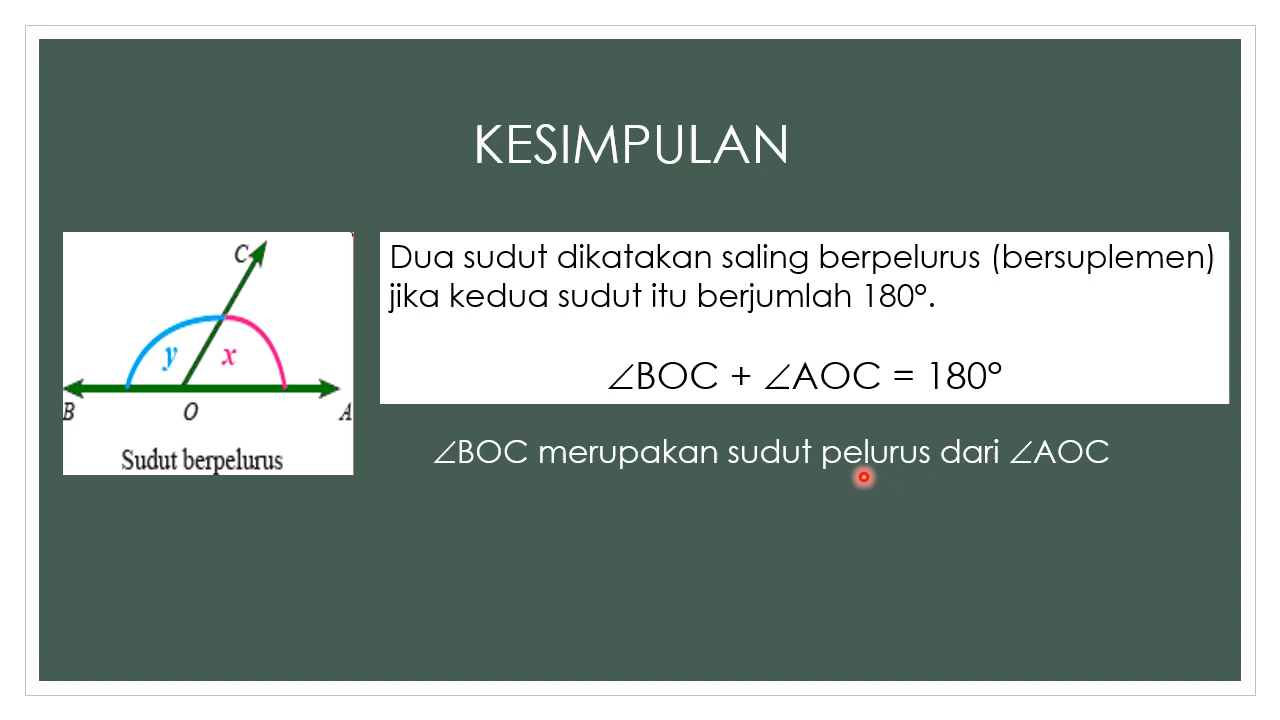 KESIMPULAN
C
y
x
B
O
A
Sudut berpelurus
Dua sudut dikatakan saling berpelurus (bersuplemen)
jika kedua sudut itu berjumlah 180°.
∠BOC + ∠AOC = 180°
∠BOC merupakan sudut pelurus dari ∠AOC